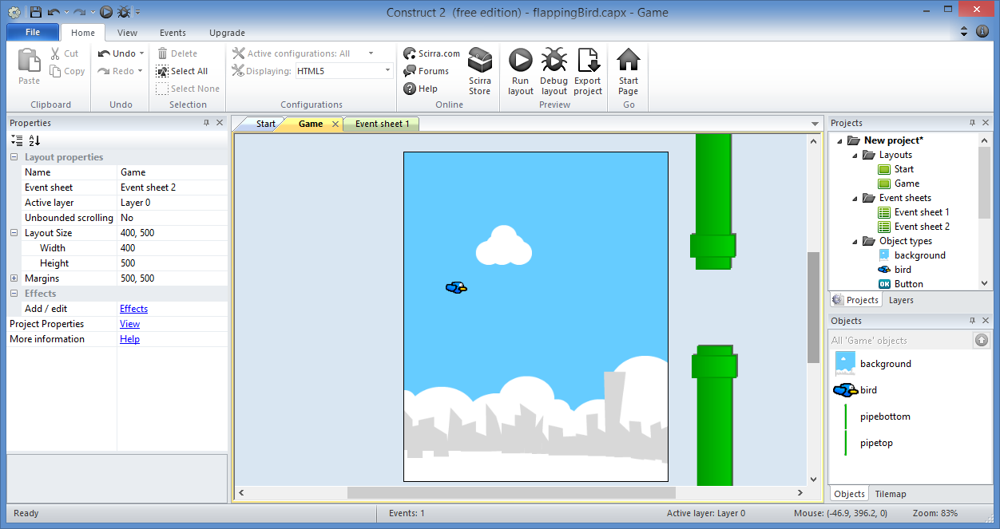 Construct 2  (free edition) - flappingBird.capx - Game
File Home View Events Upgrade
Paste
Cut
Copy
Clipboard
Undo
Redo
Undo
Delete
Select All
Select None
Selection
Active configurations: All
Displaying: HTML5
Configurations
Scirra.com
Forums
Help
Scirra Store
Online
Run layout
Debug layout
Export project
Preview
Start Page
Go
Properties
Layout properties
Name Game
Event sheet Event sheet 2
Active layer Layer 0
Unbounded scrolling No
Layout Size 400, 500
Width 400
Height 500
Margins 500, 500
Effects
Add / edit Effects
Project Properties View
More information Help
Start Game Event sheet 1
Projects
New project*
Layouts
Start
Game
Event sheets
Event sheet 1
Event sheet 2
Object types
background
bird
OK Button
Projects Layers
Objects
All 'Game' objects
background
bird
pipebottom
pipetop
Objects Tilemap
Ready Events: 1 Active layer: Layer 0 Mouse: (-46.9, 396.2, 0) Zoom: 83%